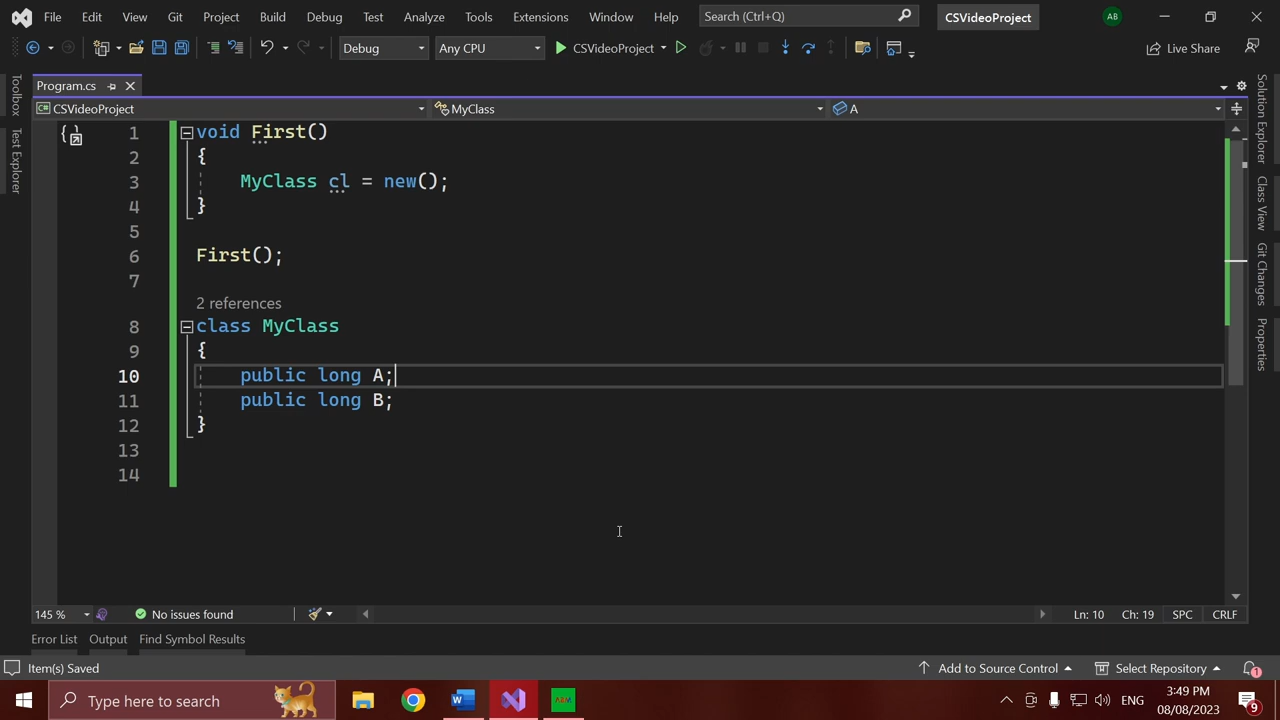 File Edit View Git Project Build Debug Test Analyze Tools Extensions Window Help Search (Ctrl+Q) CSVideoProject AB
Debug Any CPU CSVideoProject Live Share
Program.cs
CSVideoProject MyClass A
Toolbox
Test Explorer
Solution Explorer
Class View
Git Changes
Properties
1 void First()
2 {
3 MyClass cl = new();
4 }
5
6 First();
7
2 references
8 class MyClass
9 {
10 public long A;
11 public long B;
12 }
13
14
145 % No issues found Ln: 10 Ch: 19 SPC CRLF
Error List Output Find Symbol Results
Item(s) Saved Add to Source Control Select Repository 1
Type here to search ENG 3:49 PM 9
08/08/2023